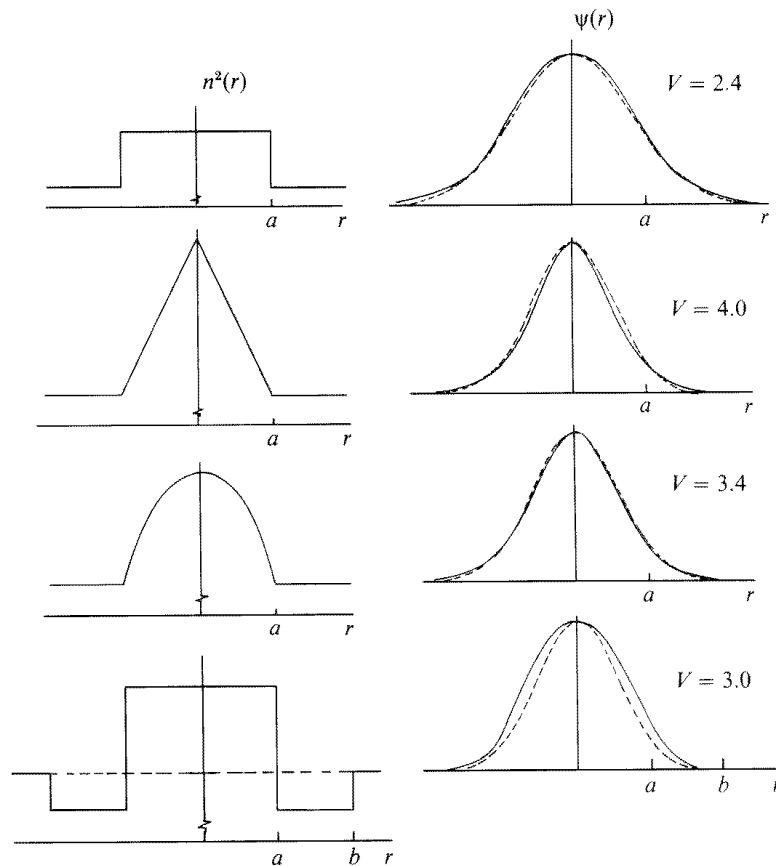 n²(r)
a r
ψ(r)
V = 2.4
a r
a r
V = 4.0
a r
a r
V = 3.4
a r
a b r
V = 3.0
a b r